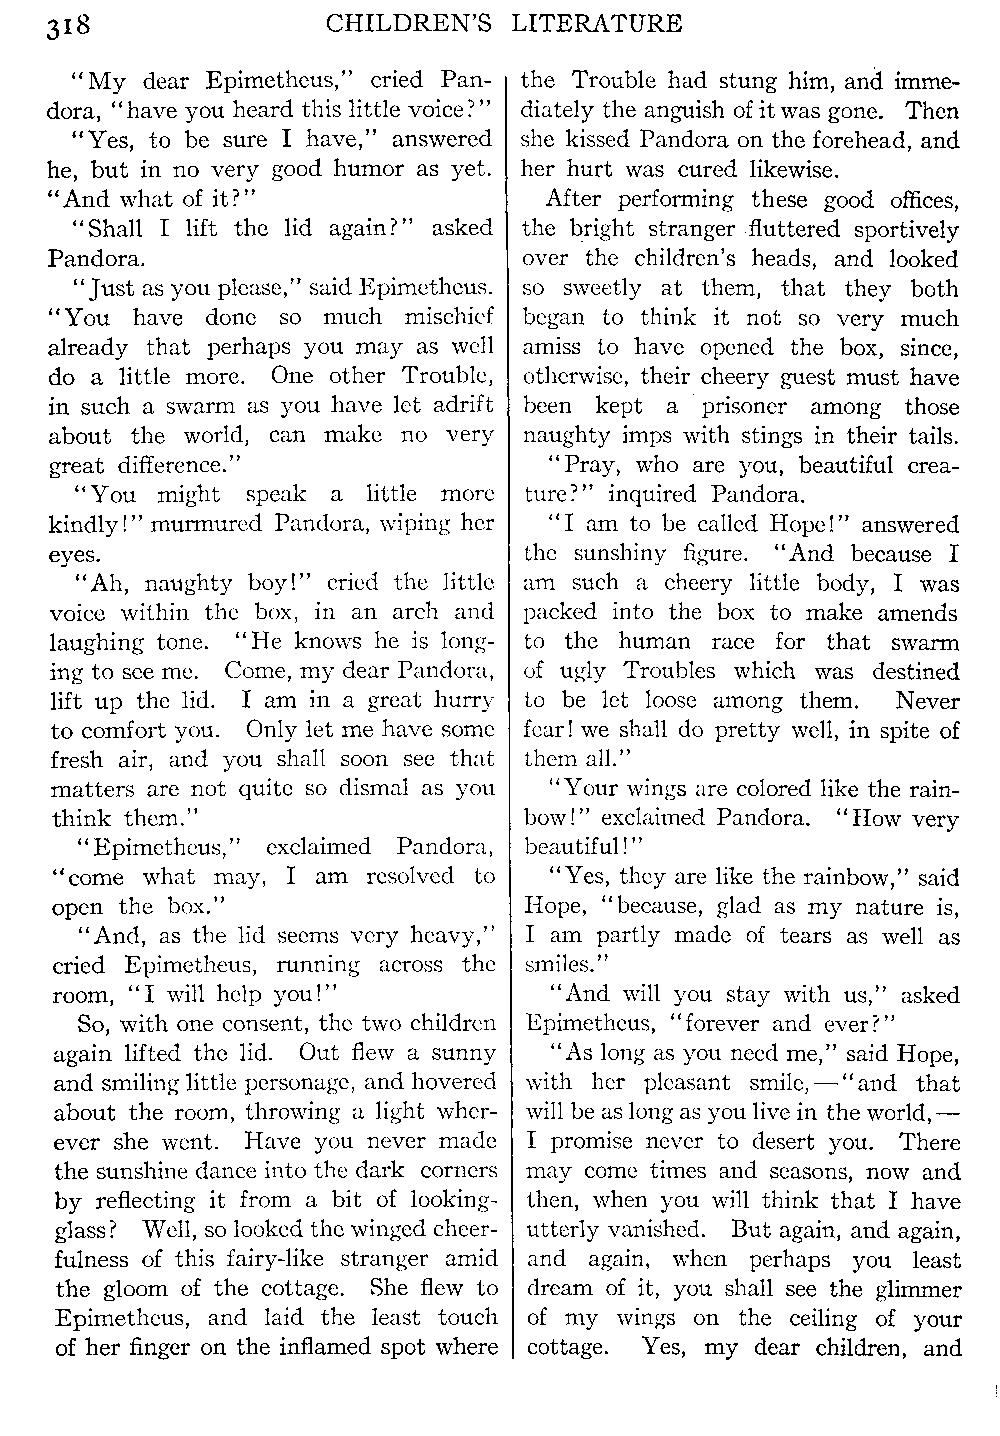 318 CHILDREN'S LITERATURE
"My dear Epimetheus," cried Pan-
dora, "have you heard this little voice?"
"Yes, to be sure I have," answered
he, but in no very good humor as yet.
"And what of it?"
"Shall I lift the lid again?" asked
Pandora.
"Just as you please," said Epimetheus.
"You have done so much mischief
already that perhaps you may as well
do a little more. One other Trouble,
in such a swarm as you have let adrift
about the world, can make no very
great difference."
"You might speak a little more
kindly!" murmured Pandora, wiping her
eyes.
"Ah, naughty boy!" cried the little
voice within the box, in an arch and
laughing tone. "He knows he is long-
ing to see me. Come, my dear Pandora,
lift up the lid. I am in a great hurry
to comfort you. Only let me have some
fresh air, and you shall soon see that
matters are not quite so dismal as you
think them."
"Epimetheus," exclaimed Pandora,
"come what may, I am resolved to
open the box."
"And, as the lid seems very heavy,"
cried Epimetheus, running across the
room, "I will help you!"
So, with one consent, the two children
again lifted the lid. Out flew a sunny
and smiling little personage, and hovered
about the room, throwing a light wher-
ever she went. Have you never made
the sunshine dance into the dark corners
by reflecting it from a bit of looking-
glass? Well, so looked the winged cheer-
fulness of this fairy-like stranger amid
the gloom of the cottage. She flew to
Epimetheus, and laid the least touch
of her finger on the inflamed spot where
the Trouble had stung him, and imme-
diately the anguish of it was gone. Then
she kissed Pandora on the forehead, and
her hurt was cured likewise.
After performing these good offices,
the bright stranger fluttered sportively
over the children's heads, and looked
so sweetly at them, that they both
began to think it not so very much
amiss to have opened the box, since,
otherwise, their cheery guest must have
been kept a prisoner among those
naughty imps with stings in their tails.
"Pray, who are you, beautiful crea-
ture?" inquired Pandora.
"I am to be called Hope!" answered
the sunshiny figure. "And because I
am such a cheery little body, I was
packed into the box to make amends
to the human race for that swarm
of ugly Troubles which was destined
to be let loose among them. Never
fear! we shall do pretty well, in spite of
them all."
"Your wings are colored like the rain-
bow!" exclaimed Pandora. "How very
beautiful!"
"Yes, they are like the rainbow," said
Hope, "because, glad as my nature is,
I am partly made of tears as well as
smiles."
"And will you stay with us," asked
Epimetheus, "forever and ever?"
"As long as you need me," said Hope,
with her pleasant smile,—"and that
will be as long as you live in the world,—
I promise never to desert you. There
may come times and seasons, now and
then, when you will think that I have
utterly vanished. But again, and again,
and again, when perhaps you least
dream of it, you shall see the glimmer
of my wings on the ceiling of your
cottage. Yes, my dear children, and